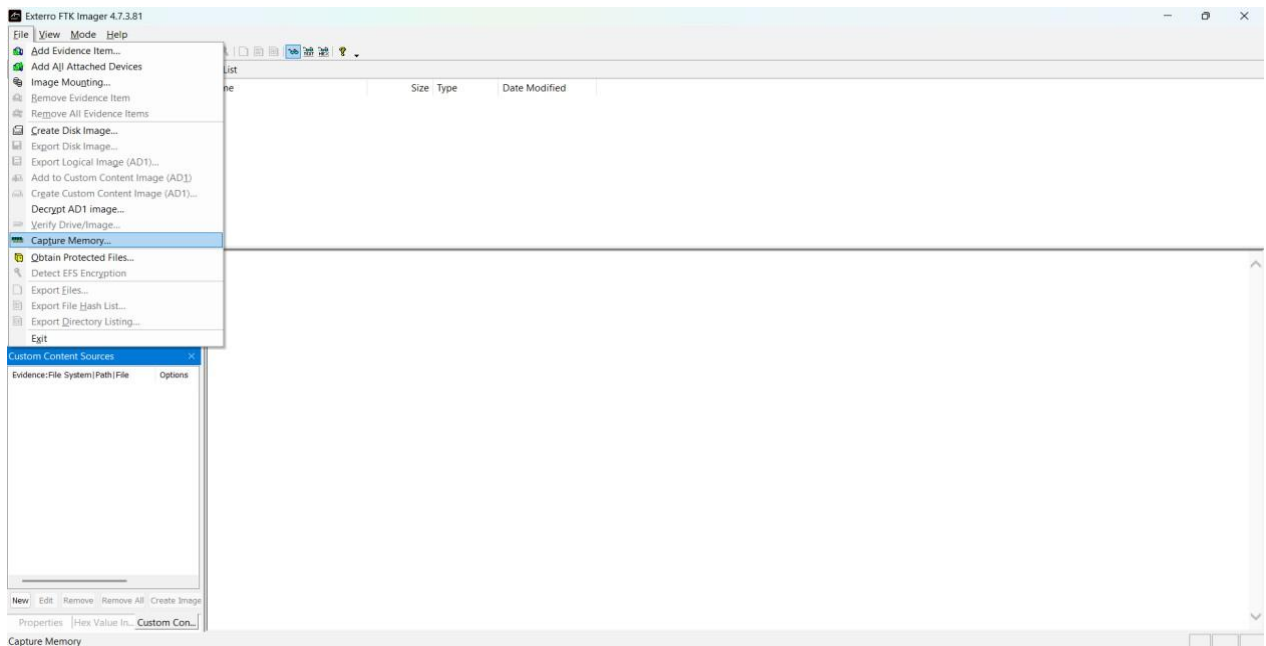 Exterro FTK Imager 4.7.3.81
File View Mode Help
Add Evidence Item...
Add All Attached Devices
List
Image Mounting...
ne Size Type Date Modified
Remove Evidence Item
Remove All Evidence Items
Create Disk Image...
Export Disk Image...
Export Logical Image (AD1)...
Add to Custom Content Image (AD1)
Create Custom Content Image (AD1)...
Decrypt AD1 image...
Verify Drive/Image...
Capture Memory...
Obtain Protected Files...
Detect EFS Encryption
Export Files...
Export File Hash List...
Export Directory Listing...
Exit
Custom Content Sources
Evidence:File System|Path|File Options
New Edit Remove Remove All Create Image
Properties Hex Value In... Custom Con...
Capture Memory